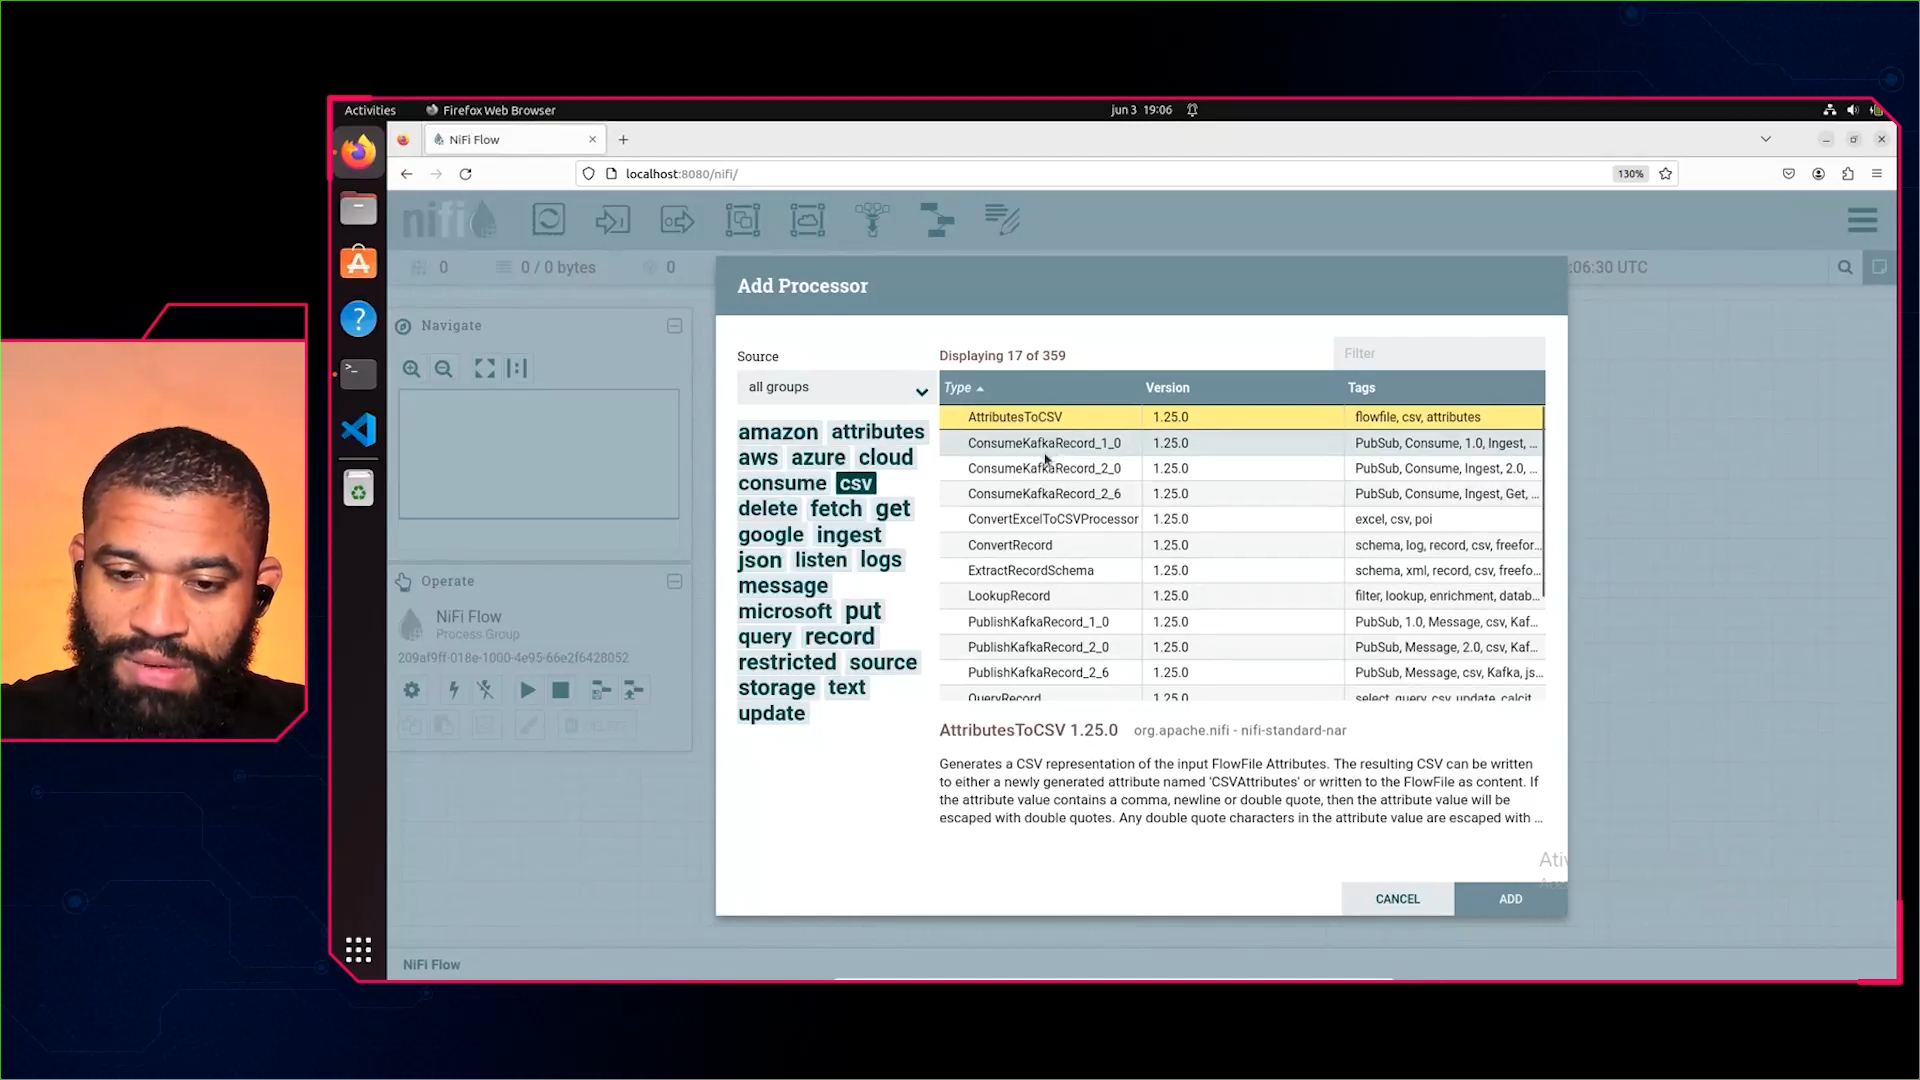 Activities
Firefox Web Browser
jun 3 19:06
NiFi Flow
localhost:8080/nifi/
130%
nifi
0
0 / 0 bytes
0
:06:30 UTC
Navigate
Operate
NiFi Flow
Process Group
209af9ff-018e-1000-4e95-66e2f6428052
DELETE
Add Processor
Source
Displaying 17 of 359
Filter
all groups
Type
Version
Tags
amazon attributes
aws azure cloud
consume csv
delete fetch get
google ingest
json listen logs
message
microsoft put
query record
restricted source
storage text
update
AttributesToCSV 1.25.0 flowfile, csv, attributes
ConsumeKafkaRecord_1_0 1.25.0 PubSub, Consume, 1.0, Ingest, ...
ConsumeKafkaRecord_2_0 1.25.0 PubSub, Consume, Ingest, 2.0, ...
ConsumeKafkaRecord_2_6 1.25.0 PubSub, Consume, Ingest, Get, ...
ConvertExcelToCSVProcessor 1.25.0 excel, csv, poi
ConvertRecord 1.25.0 schema, log, record, csv, freefor...
ExtractRecordSchema 1.25.0 schema, xml, record, csv, freefo...
LookupRecord 1.25.0 filter, lookup, enrichment, datab...
PublishKafkaRecord_1_0 1.25.0 PubSub, 1.0, Message, csv, Kaf...
PublishKafkaRecord_2_0 1.25.0 PubSub, Message, 2.0, csv, Kaf...
PublishKafkaRecord_2_6 1.25.0 PubSub, Message, csv, Kafka, js...
QueryRecord 1.25.0 select, query, csv, update, calcit...
AttributesToCSV 1.25.0 org.apache.nifi - nifi-standard-nar
Generates a CSV representation of the input FlowFile Attributes. The resulting CSV can be written
to either a newly generated attribute named 'CSVAttributes' or written to the FlowFile as content. If
the attribute value contains a comma, newline or double quote, then the attribute value will be
escaped with double quotes. Any double quote characters in the attribute value are escaped with ...
CANCEL
ADD
NiFi Flow